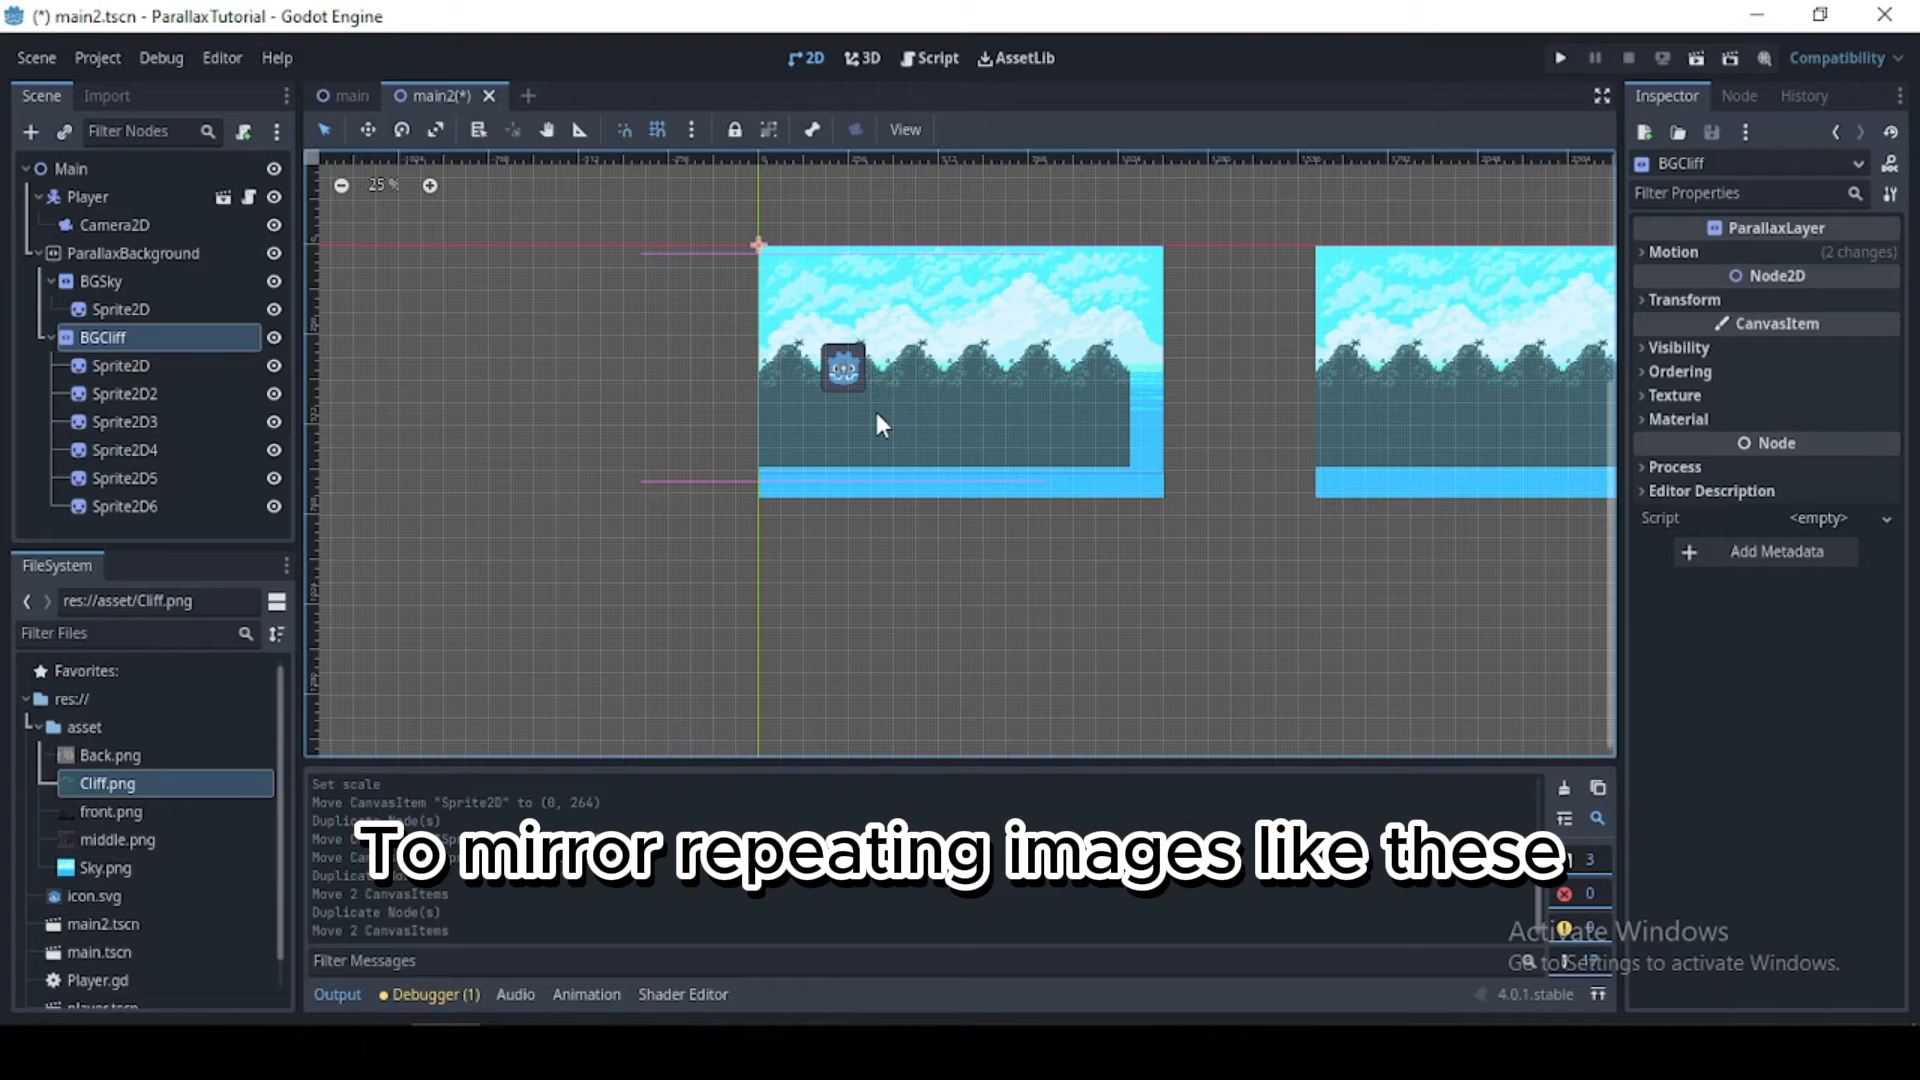 (*) main2.tscn - ParallaxTutorial - Godot Engine
Scene Project Debug Editor Help
2D 3D Script AssetLib
Compatibility
Scene Import
main main2(*)
Inspector Node History
Filter Nodes
View
25 %
Main
Player
Camera2D
ParallaxBackground
BGSky
Sprite2D
BGCliff
Sprite2D
Sprite2D2
Sprite2D3
Sprite2D4
Sprite2D5
Sprite2D6
BGCliff
Filter Properties
ParallaxLayer
Motion (2 changes)
Node2D
Transform
CanvasItem
Visibility
Ordering
Texture
Material
Node
Process
Editor Description
Script <empty>
Add Metadata
FileSystem
res://asset/Cliff.png
Filter Files
Favorites:
res://
asset
Back.png
Cliff.png
front.png
middle.png
Sky.png
icon.svg
main2.tscn
main.tscn
Player.gd
player.tscn
Set scale
Move CanvasItem "Sprite2D" to (0, 264)
Duplicate Node(s)
To mirror repeating images like these
Move 2 CanvasItems
Duplicate Node(s)
Move 2 CanvasItems
3
0
Filter Messages
Activate Windows
Go to Settings to activate Windows.
Output Debugger (1) Audio Animation Shader Editor
4.0.1.stable